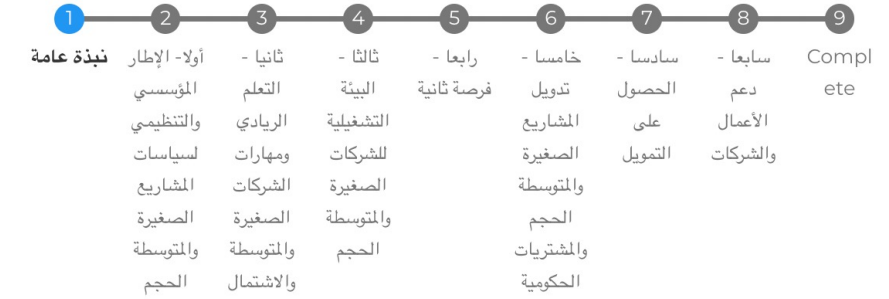 1 2 3 4 5 6 7 8 9
نبذة عامة
أولا- الإطار
المؤسسي
والتنظيمي
لسياسات
المشاريع
الصغيرة
والمتوسطة
الحجم
ثانيا -
التعلم
الريادي
ومهارات
الشركات
الصغيرة
والمتوسطة
والاشتمال
ثالثا -
البيئة
التشغيلية
للشركات
الصغيرة
والمتوسطة
الحجم
رابعا -
فرصة ثانية
خامسا -
تدويل
المشاريع
الصغيرة
والمتوسطة
الحجم
والمشتريات
الحكومية
سادسا -
الحصول
على
التمويل
سابعا -
دعم
الأعمال
والشركات
Compl
ete